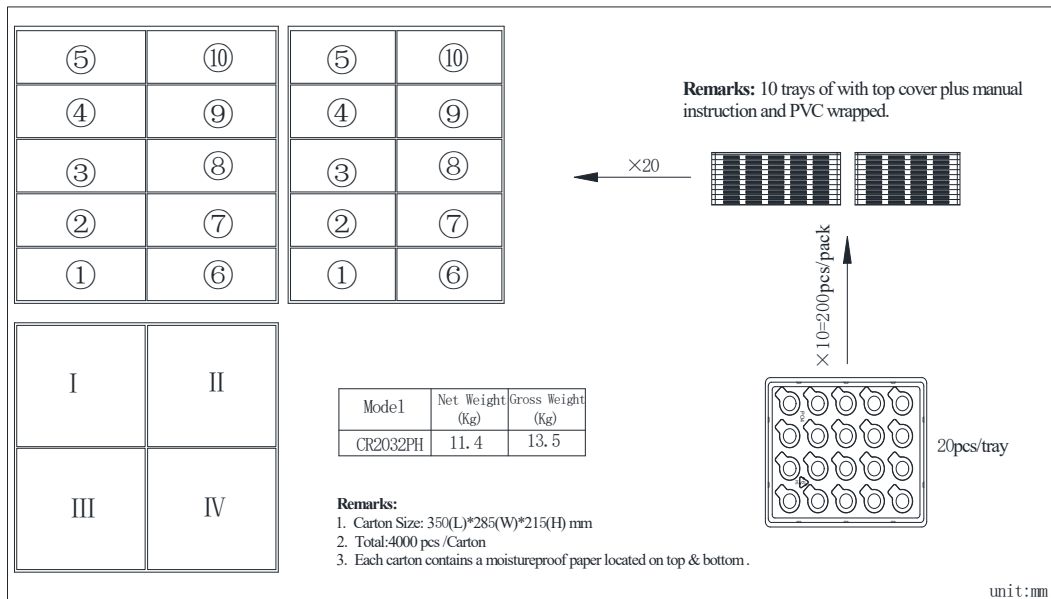 ⑤ ⑩ ⑤ ⑩
④ ⑨ ④ ⑨
③ ⑧ ③ ⑧
② ⑦ ② ⑦
① ⑥ ① ⑥
Remarks: 10 trays of with top cover plus manual
instruction and PVC wrapped.
×20
×10=200pcs/pack
20pcs/tray
Ⅰ Ⅱ
Ⅲ Ⅳ
Model Net Weight (Kg) Gross Weight (Kg)
CR2032PH 11.4 13.5
Remarks:
1. Carton Size: 350(L)*285(W)*215(H) mm
2. Total:4000 pcs /Carton
3. Each carton contains a moistureproof paper located on top & bottom .
unit:mm